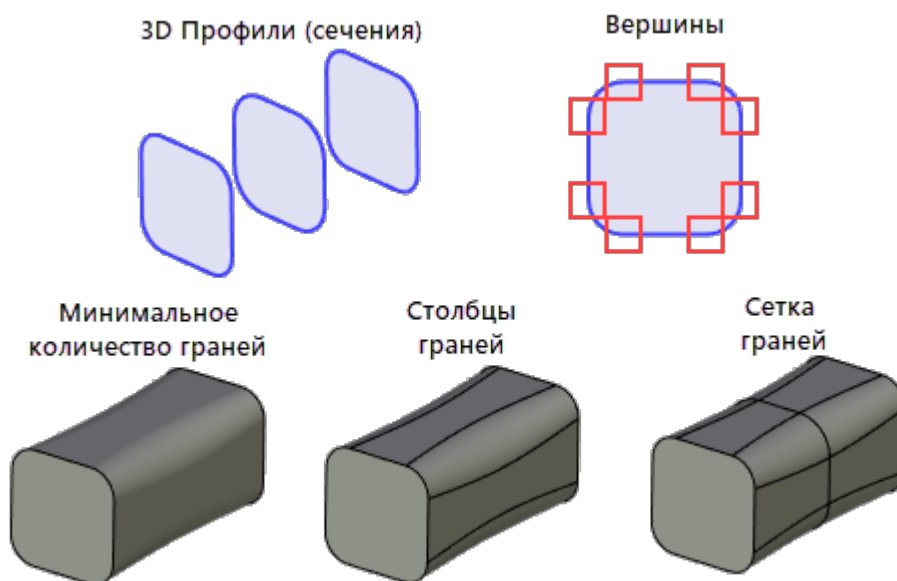 3D Профили (сечения)
Вершины
Минимальное
количество граней
Столбцы
граней
Сетка
граней